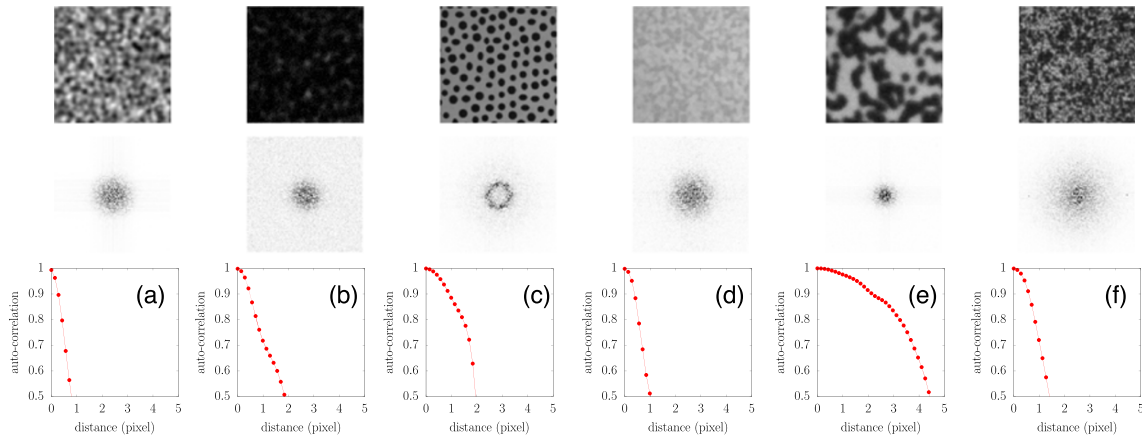 1 1 1 1 1 1
(a) (b) (c) (d) (e) (f)
0.9 0.9 0.9 0.9 0.9 0.9
0.8 0.8 0.8 0.8 0.8 0.8
0.7 0.7 0.7 0.7 0.7 0.7
0.6 0.6 0.6 0.6 0.6 0.6
0.5 0.5 0.5 0.5 0.5 0.5
auto-correlation auto-correlation auto-correlation auto-correlation auto-correlation auto-correlation
0 1 2 3 4 5 0 1 2 3 4 5 0 1 2 3 4 5 0 1 2 3 4 5 0 1 2 3 4 5 0 1 2 3 4 5
distance (pixel) distance (pixel) distance (pixel) distance (pixel) distance (pixel) distance (pixel)